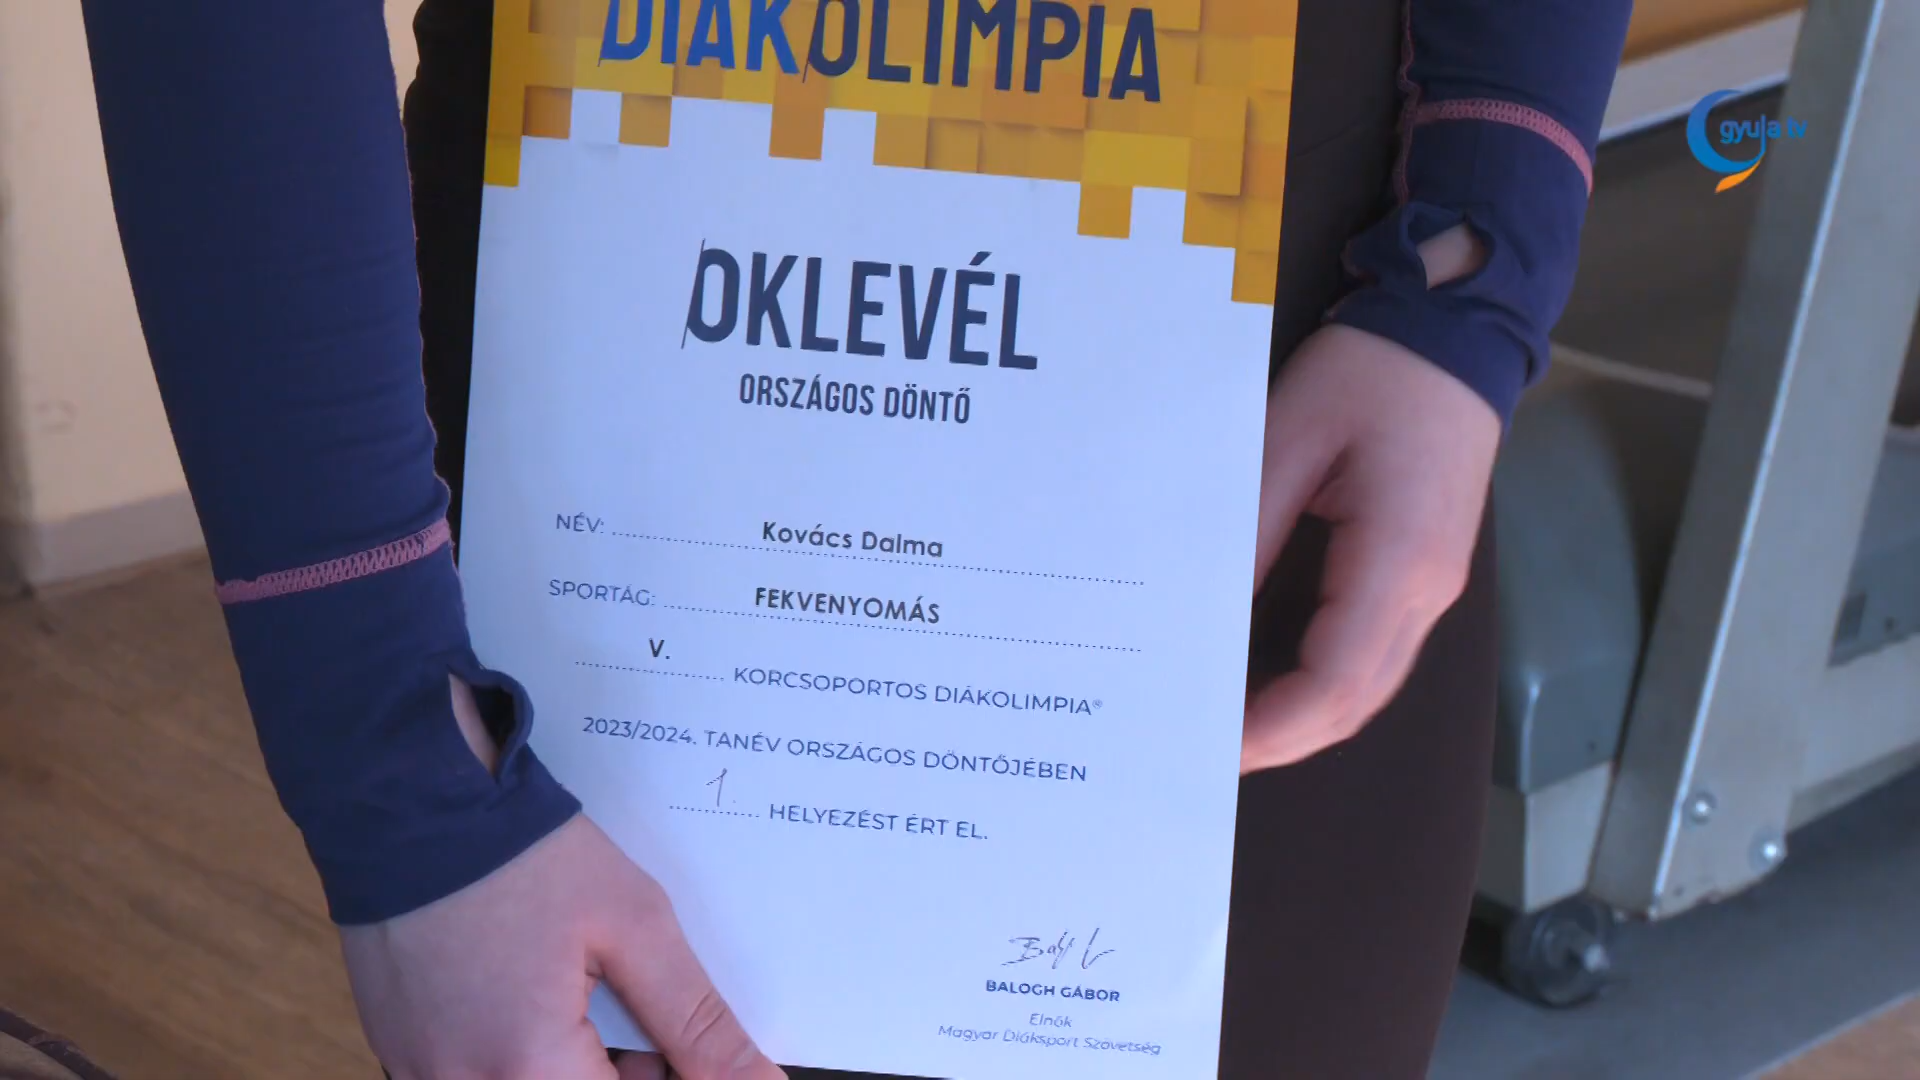 DIÁKOLIMPIA
gyula tv
OKLEVÉL
ORSZÁGOS DÖNTŐ
NÉV: Kovács Dalma
SPORTÁG: FEKVENYOMÁS
V. KORCSOPORTOS DIÁKOLIMPIA®
2023/2024. TANÉV ORSZÁGOS DÖNTŐJÉBEN
1. HELYEZÉST ÉRT EL.
BALOGH GÁBOR
Elnök
Magyar Diáksport Szövetség